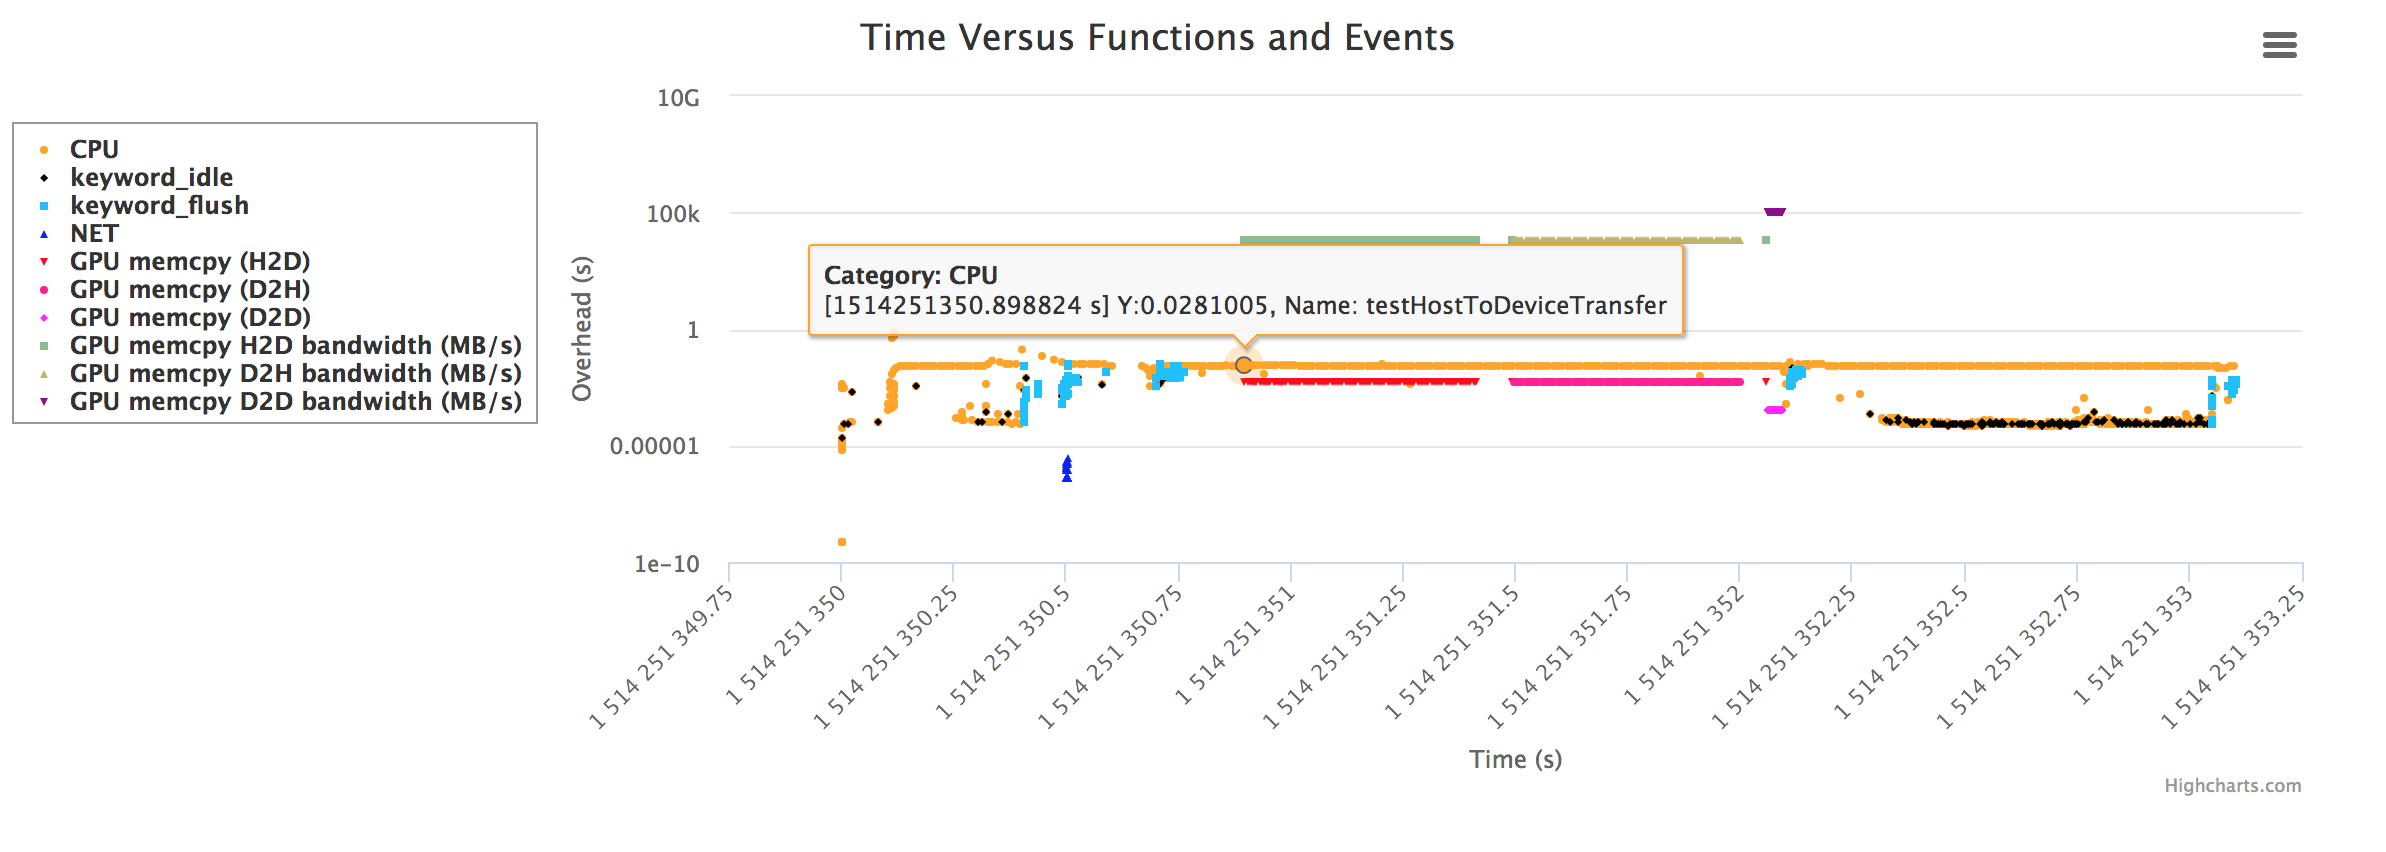 Time Versus Functions and Events
CPU
keyword_idle
keyword_flush
NET
GPU memcpy (H2D)
GPU memcpy (D2H)
GPU memcpy (D2D)
GPU memcpy H2D bandwidth (MB/s)
GPU memcpy D2H bandwidth (MB/s)
GPU memcpy D2D bandwidth (MB/s)
Overhead (s)
10G
100k
1
0.00001
1e-10
Category: CPU
[1514251350.898824 s] Y:0.0281005, Name: testHostToDeviceTransfer
1 514 251 349.75
1 514 251 350
1 514 251 350.25
1 514 251 350.5
1 514 251 350.75
1 514 251 351
1 514 251 351.25
1 514 251 351.5
1 514 251 351.75
1 514 251 352
1 514 251 352.25
1 514 251 352.5
1 514 251 352.75
1 514 251 353
1 514 251 353.25
Time (s)
Highcharts.com